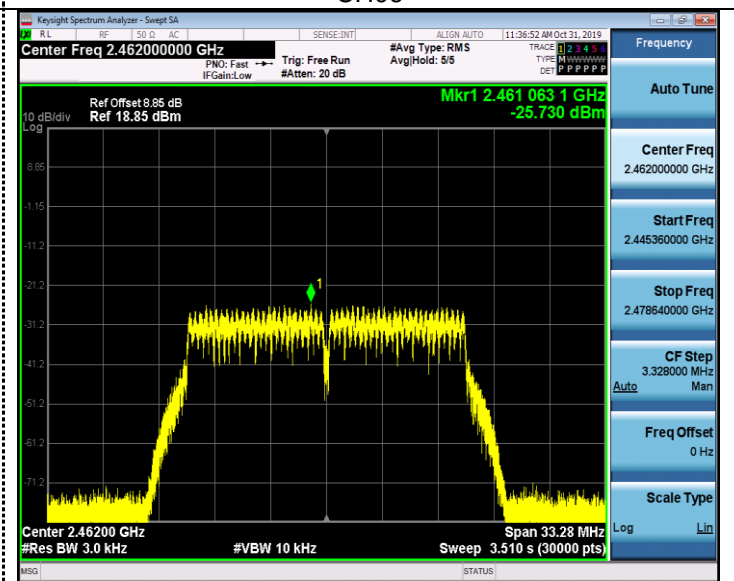 Keysight Spectrum Analyzer - Swept SA
RL RF 50 Ω AC SENSE:INT ALIGN AUTO 11:36:52 AM Oct 31, 2019
Center Freq 2.462000000 GHz
PNO: Fast
IFGain:Low
Trig: Free Run
#Atten: 20 dB
#Avg Type: RMS
Avg|Hold: 5/5
TRACE 1 2 3 4 5 6
TYPE M WWWWW
DET P P P P P P
Frequency
Ref Offset 8.85 dB
10 dB/div Ref 18.85 dBm
Log
Mkr1 2.461 063 1 GHz
-25.730 dBm
8.85
-1.15
-11.2
-21.2
-31.2
-41.2
-51.2
-61.2
-71.2
1
Center 2.46200 GHz Span 33.28 MHz
#Res BW 3.0 kHz #VBW 10 kHz Sweep 3.510 s (30000 pts)
MSG STATUS
Auto Tune
Center Freq
2.462000000 GHz
Start Freq
2.445360000 GHz
Stop Freq
2.478640000 GHz
CF Step
3.328000 MHz
Auto Man
Freq Offset
0 Hz
Scale Type
Log Lin